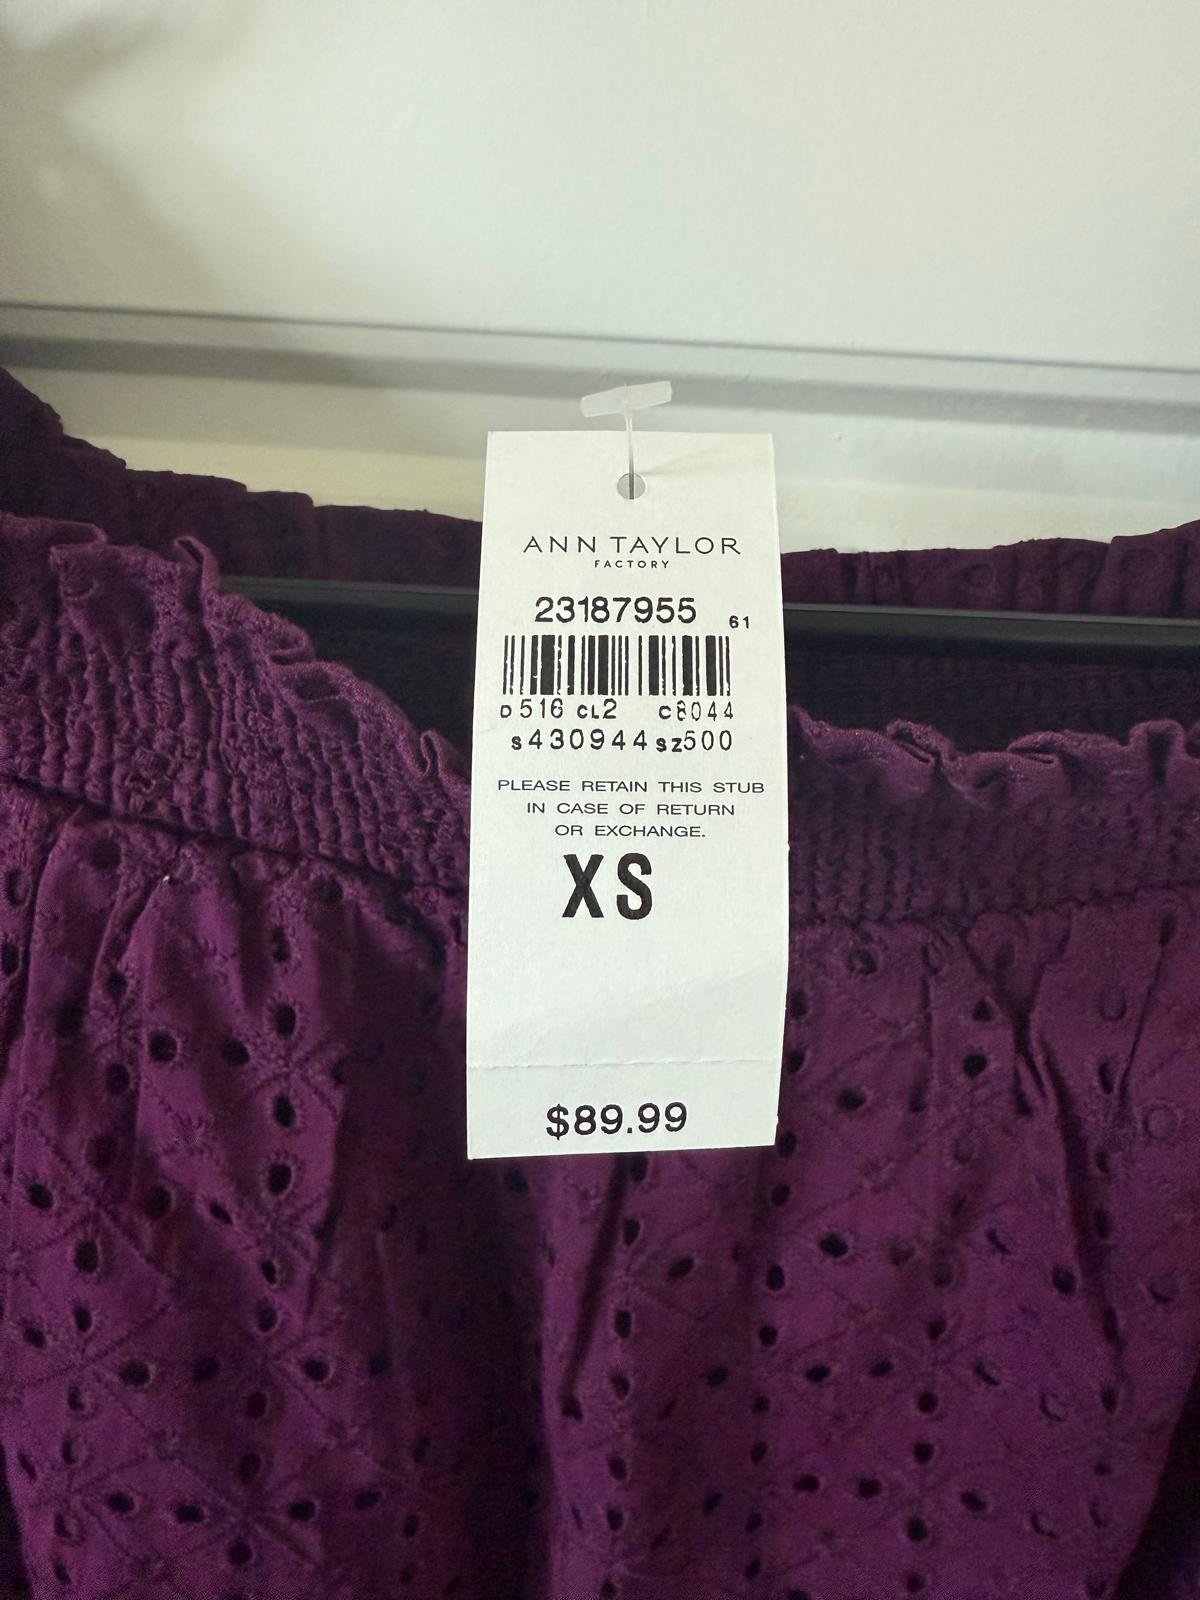 ANN TAYLOR
FACTORY
23187955 61
D516 CL2 C8044
S430944 SZ500
PLEASE RETAIN THIS STUB
IN CASE OF RETURN
OR EXCHANGE.
XS
$89.99